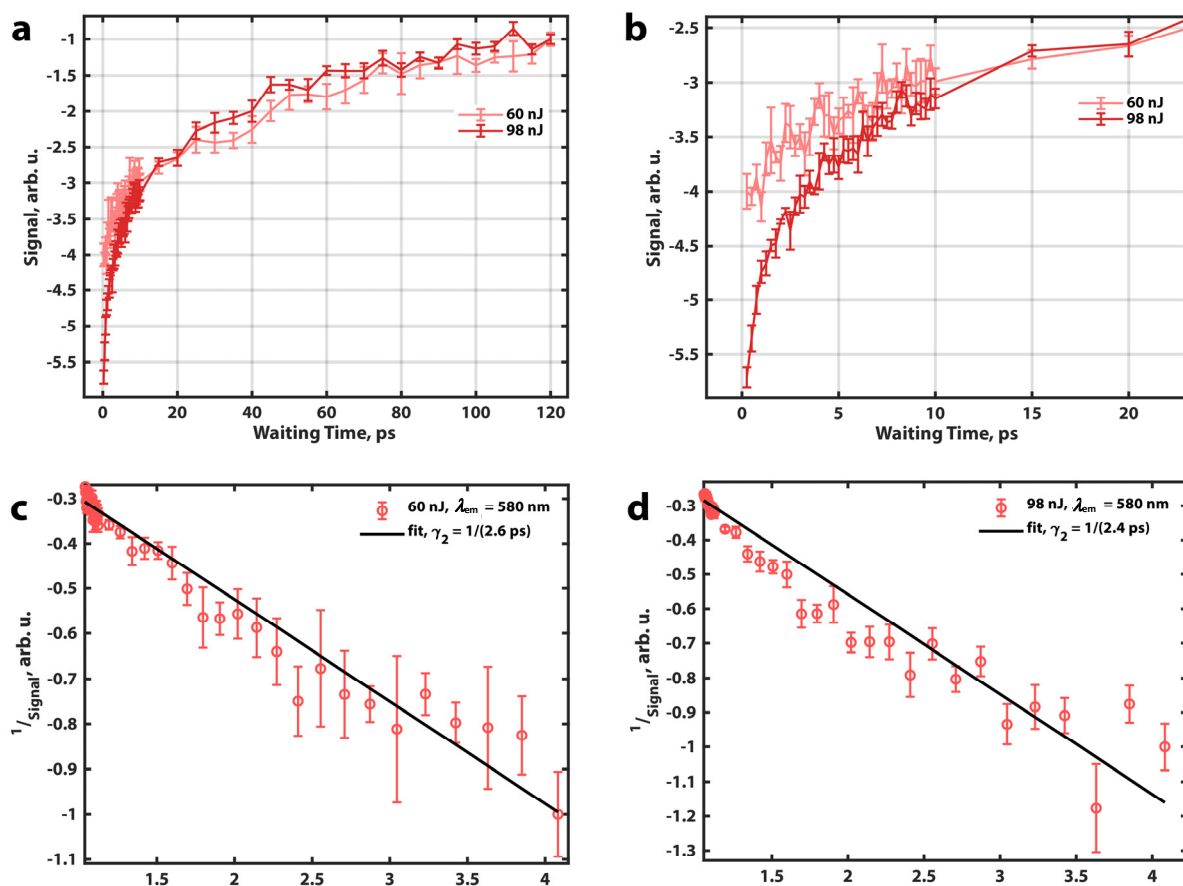 a
-1
-1.5
-2
-2.5
-3
-3.5
-4
-4.5
-5
-5.5
Signal, arb. u.
60 nJ
98 nJ
0 20 40 60 80 100 120
Waiting Time, ps
b
-2.5
-3
-3.5
-4
-4.5
-5
-5.5
Signal, arb. u.
60 nJ
98 nJ
0 5 10 15 20
Waiting Time, ps
c
-0.3
-0.4
-0.5
-0.6
-0.7
-0.8
-0.9
-1
-1.1
1/Signal, arb. u.
60 nJ, λem = 580 nm
fit, γ2 = 1/(2.6 ps)
1.5 2 2.5 3 3.5 4
d
-0.3
-0.4
-0.5
-0.6
-0.7
-0.8
-0.9
-1
-1.1
-1.2
-1.3
1/Signal, arb. u.
98 nJ, λem = 580 nm
fit, γ2 = 1/(2.4 ps)
1.5 2 2.5 3 3.5 4